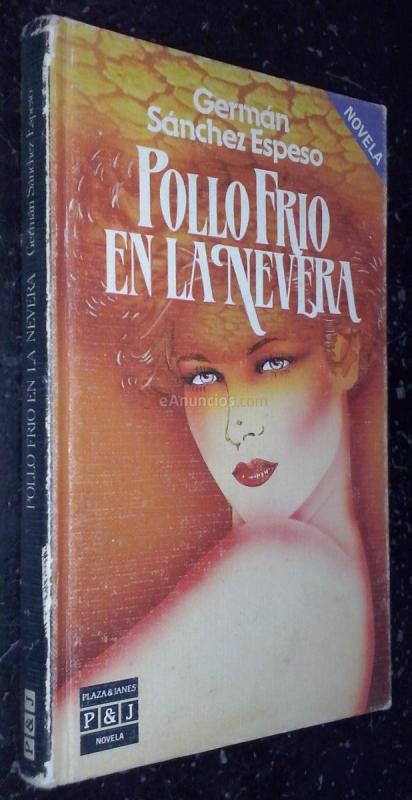 Germán
Sánchez Espeso
NOVELA
POLLO FRIO
EN LA NEVERA
eAnuncios.com
PLAZA & JANES
P & J
NOVELA
POLLO FRIO EN LA NEVERA Germán Sánchez Espeso
P & J